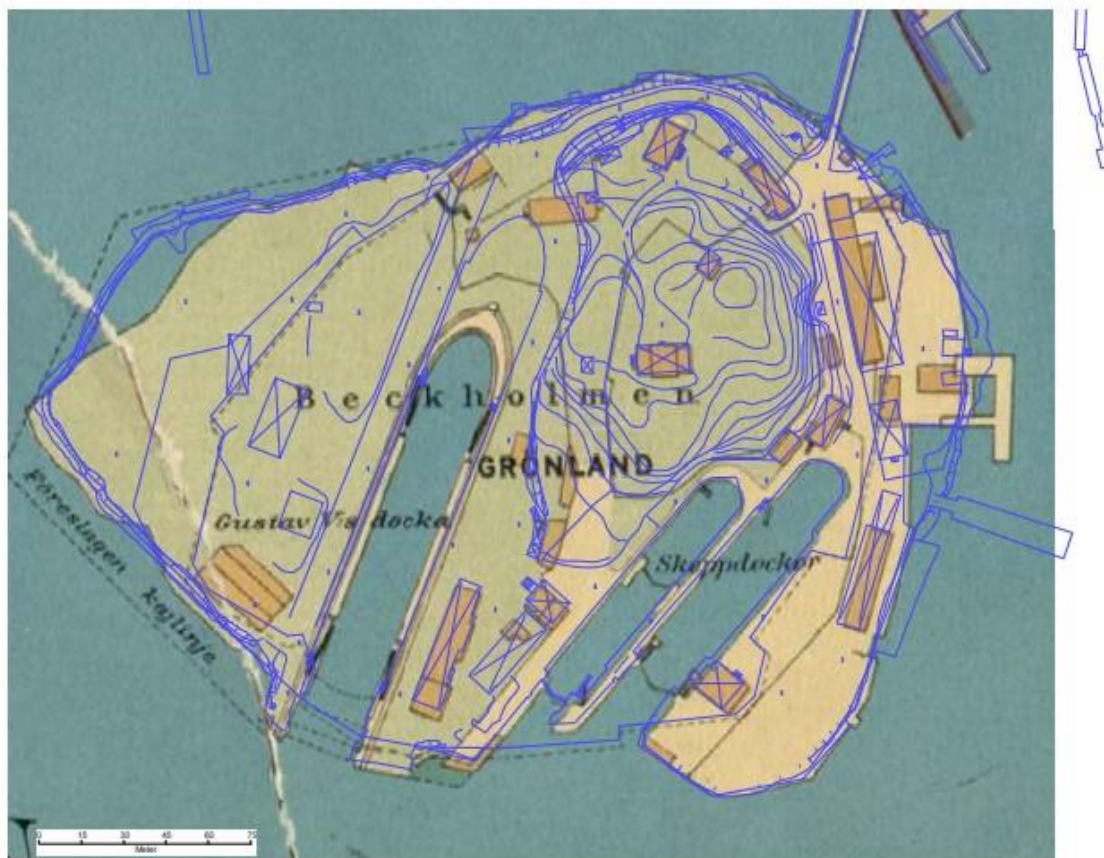 Beckholmen
GRÖNLAND
Gustav V:s docka
Föreslagen kajlinje
Skeppsdockor
0 15 30 45 60 75
Meter